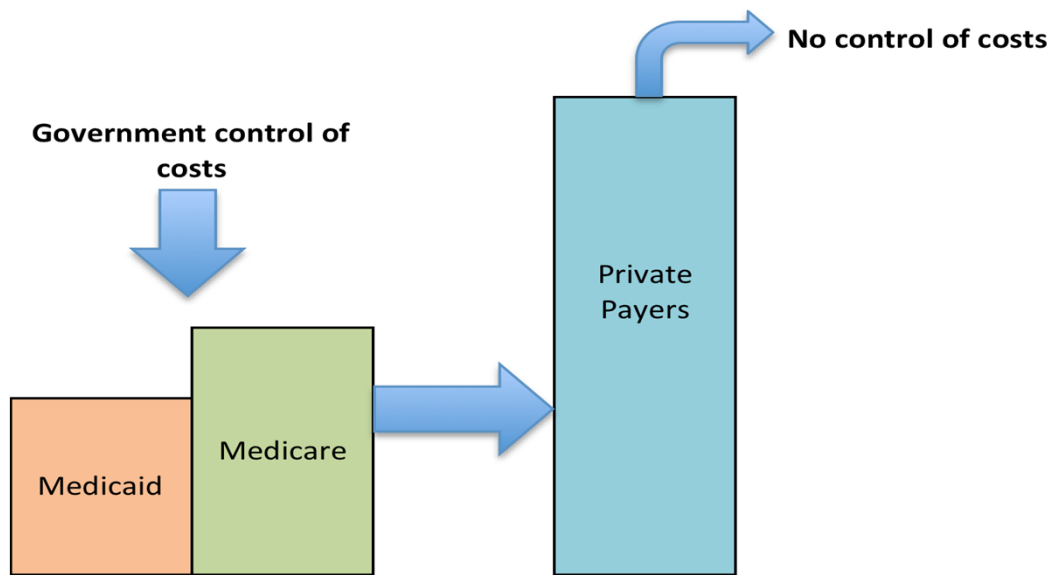 No control of costs
Government control of
costs
Private
Payers
Medicare
Medicaid